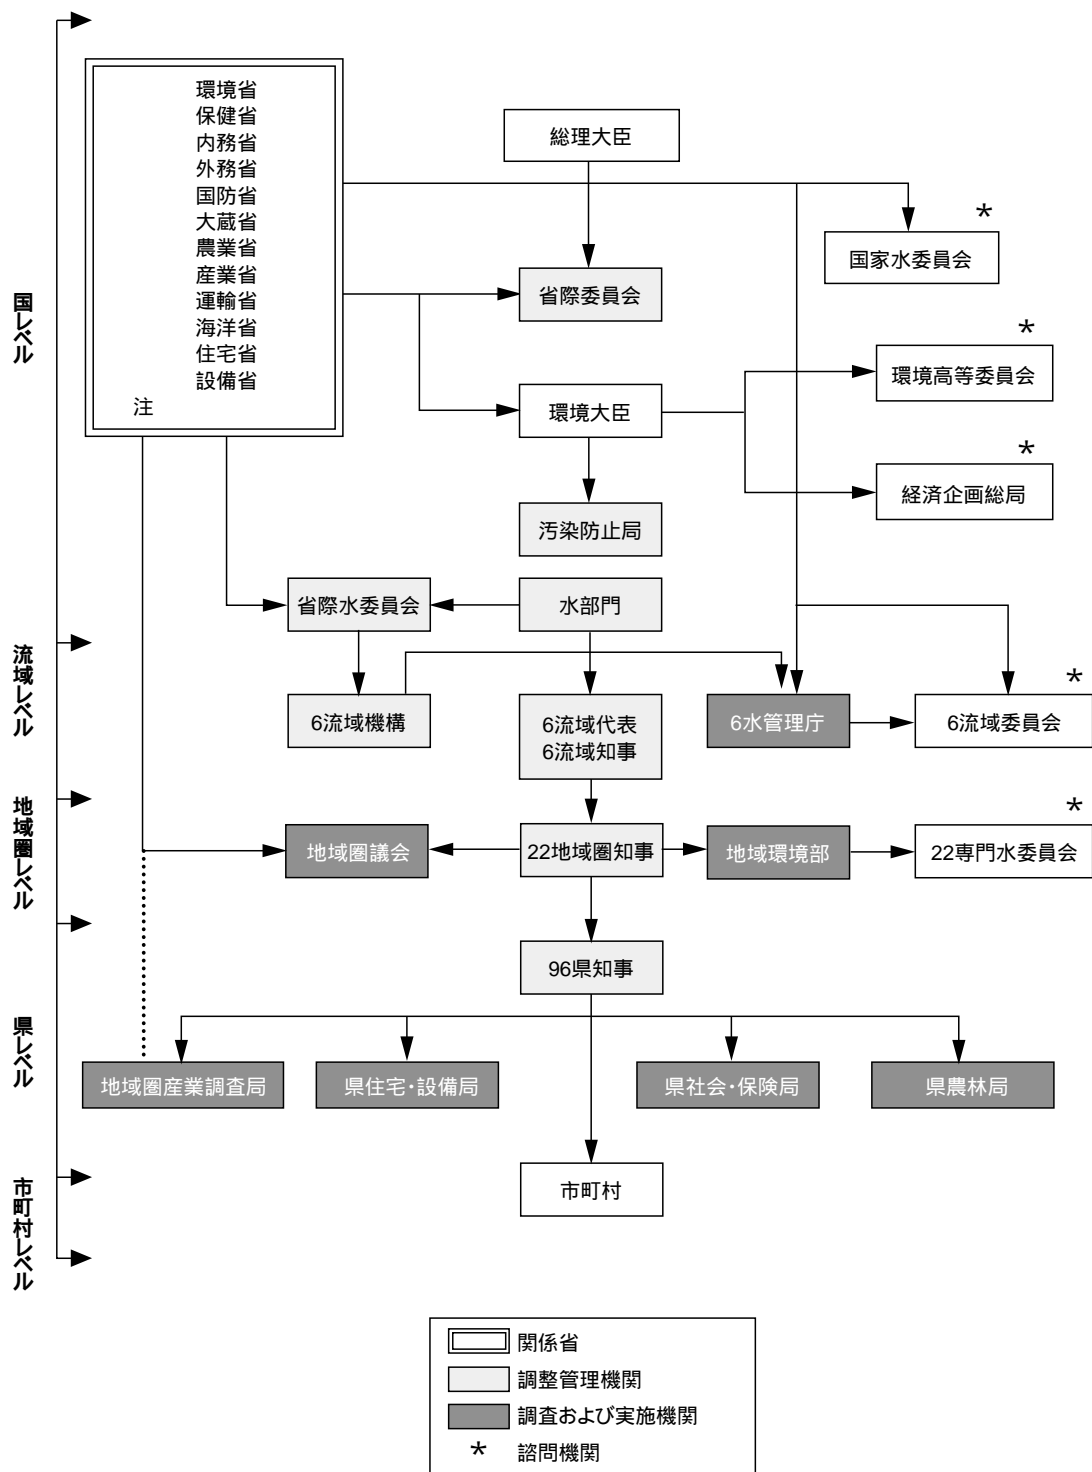 国レベル
環境省
保健省
内務省
外務省
国防省
大蔵省
農業省
産業省
運輸省
海洋省
住宅省
設備省
注
総理大臣
*
国家水委員会
省際委員会
*
環境高等委員会
環境大臣
*
経済企画総局
汚染防止局
省際水委員会
水部門
流域レベル
6流域機構
6流域代表
6流域知事
6水管理庁
*
6流域委員会
地域圏レベル
地域圏議会
22地域圏知事
地域環境部
*
22専門水委員会
県レベル
96県知事
地域圏産業調査局
県住宅・設備局
県社会・保険局
県農林局
市町村レベル
市町村
関係省
調整管理機関
調査および実施機関
* 諮問機関